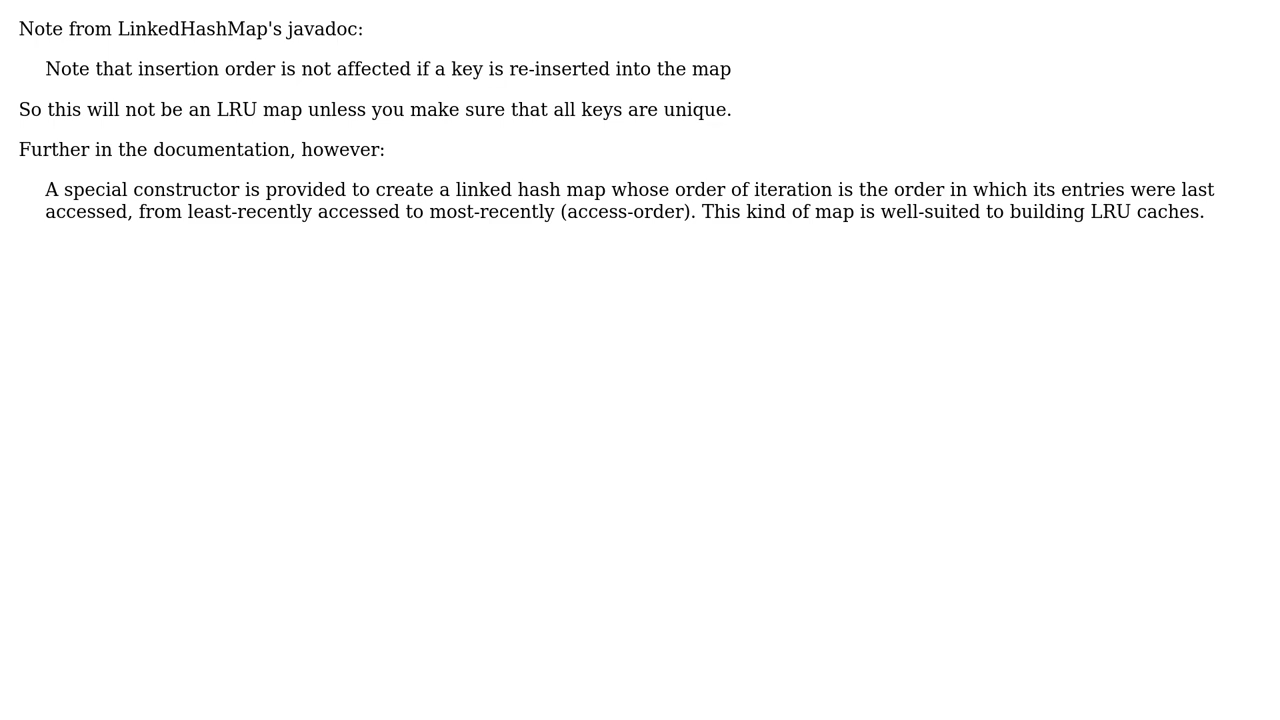 Note from LinkedHashMap's javadoc:
Note that insertion order is not affected if a key is re-inserted into the map
So this will not be an LRU map unless you make sure that all keys are unique.
Further in the documentation, however:
A special constructor is provided to create a linked hash map whose order of iteration is the order in which its entries were last
accessed, from least-recently accessed to most-recently (access-order). This kind of map is well-suited to building LRU caches.